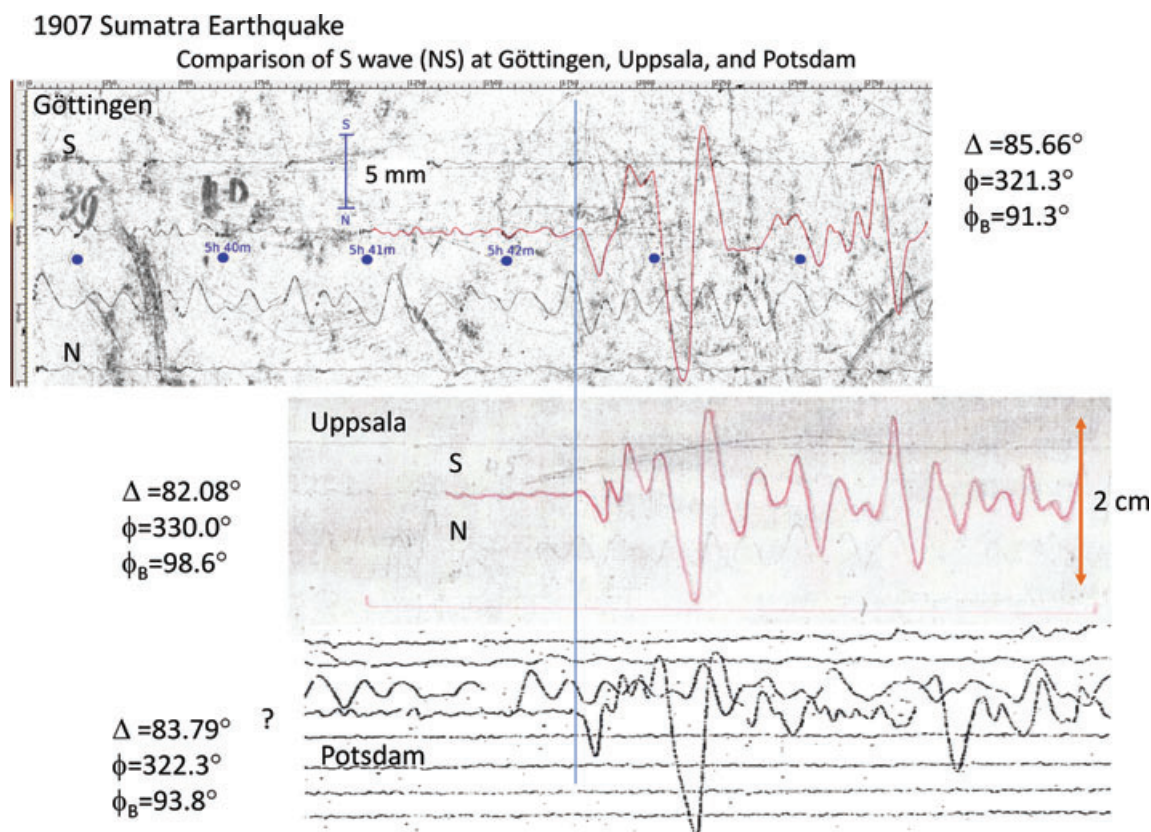 1907 Sumatra Earthquake
Comparison of S wave (NS) at Göttingen, Uppsala, and Potsdam
Göttingen
S
S
5 mm
N
5h 40m
5h 41m
5h 42m
N
Δ =85.66°
ϕ=321.3°
ϕB=91.3°
Uppsala
S
N
2 cm
Δ =82.08°
ϕ=330.0°
ϕB=98.6°
?
Δ =83.79°
ϕ=322.3°
ϕB=93.8°
Potsdam